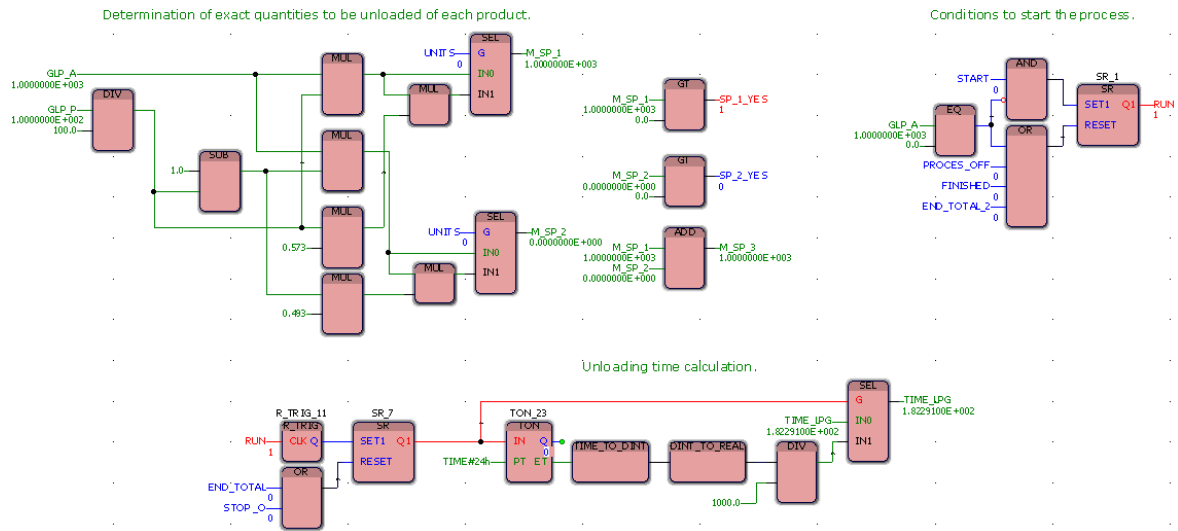 Determination of exact quantities to be unloaded of each product.
Conditions to start the process.
GLP_A
1.0000000E+003
GLP_P
1.0000000E+002
100.0
DIV
1.0
SUB
MUL
MUL
MUL
0.573
MUL
0.493
MUL
UNITS
0
SEL
G
IN0
IN1
M_SP_1
1.0000000E+003
MUL
UNITS
0
SEL
G
IN0
IN1
M_SP_2
0.0000000E+000
M_SP_1
1.0000000E+003
0.0
GT
SP_1_YES
1
M_SP_2
0.0000000E+000
0.0
GT
SP_2_YES
0
M_SP_1
1.0000000E+003
M_SP_2
0.0000000E+000
ADD
M_SP_3
1.0000000E+003
START
0
AND
GLP_A
1.0000000E+003
0.0
EQ
OR
PROCES_OFF
0
FINISHED
0
END_TOTAL_2
0
SR_1
SR
SET1 Q1
RESET
RUN
1
Unloading time calculation.
RUN
1
R_TRIG_11
R_TRIG
CLK Q
END_TOTAL
0
STOP_O
0
OR
SR_7
SR
SET1 Q1
RESET
TIME#24h
TON_23
TON
IN Q
0
PT ET
TIME_TO_DINT
DINT_TO_REAL
1000.0
DIV
TIME_LPG
1.8229100E+002
SEL
G
IN0
IN1
TIME_LPG
1.8229100E+002